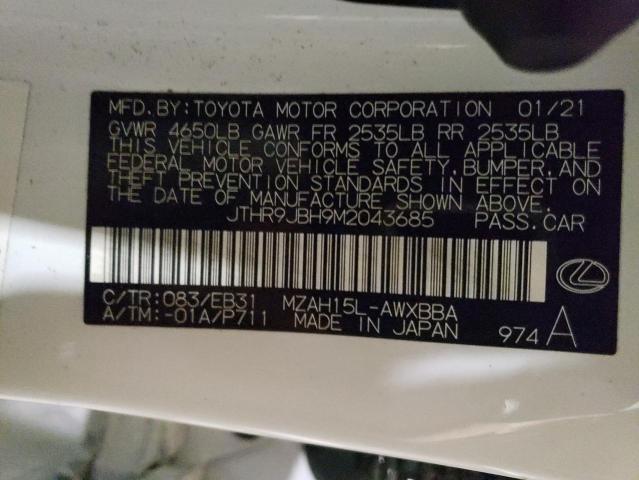 MFD.BY:TOYOTA MOTOR CORPORATION 01/21
GVWR 4650LB GAWR FR 2535LB RR 2535LB
THIS VEHICLE CONFORMS TO ALL APPLICABLE
FEDERAL MOTOR VEHICLE SAFETY,BUMPER,AND
THEFT PREVENTION STANDARDS IN EFFECT ON
THE DATE OF MANUFACTURE SHOWN ABOVE.
JTHR9JBH9M2043685 PASS.CAR
C/TR:083/EB31 MZAH15L-AWXBBA
A/TM:-01A/P711 MADE IN JAPAN 974 A